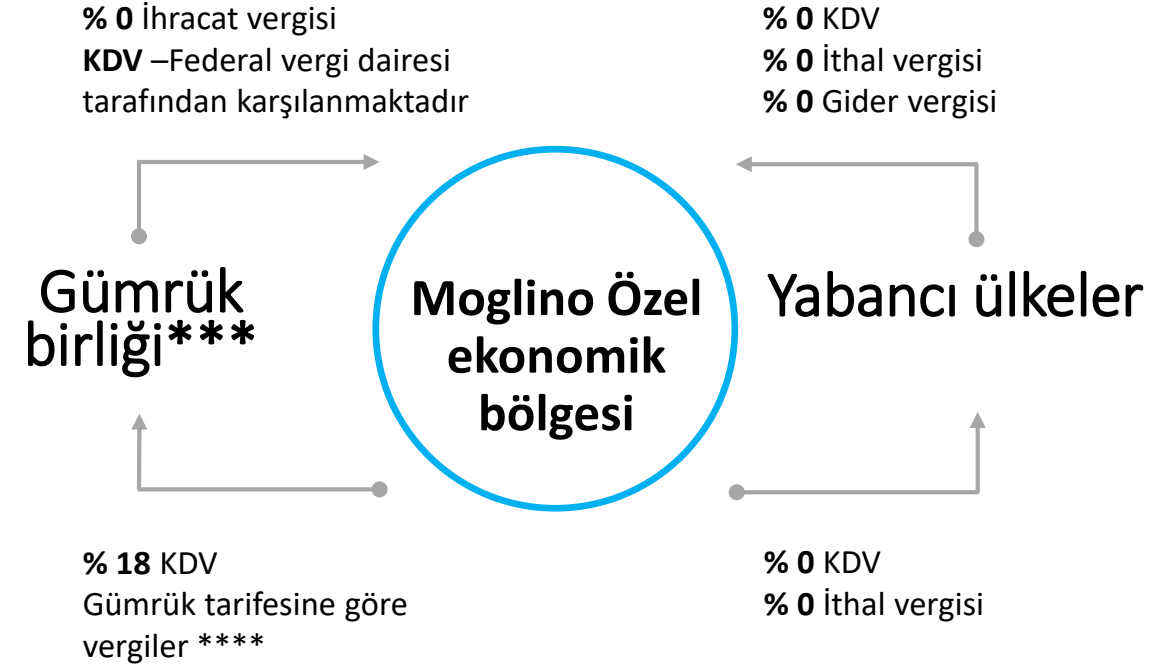 % 0 İhracat vergisi
KDV –Federal vergi dairesi
tarafından karşılanmaktadır
% 0 KDV
% 0 İthal vergisi
% 0 Gider vergisi
Gümrük
birliği***
Moglino Özel
ekonomik
bölgesi
Yabancı ülkeler
% 18 KDV
Gümrük tarifesine göre
vergiler ****
% 0 KDV
% 0 İthal vergisi